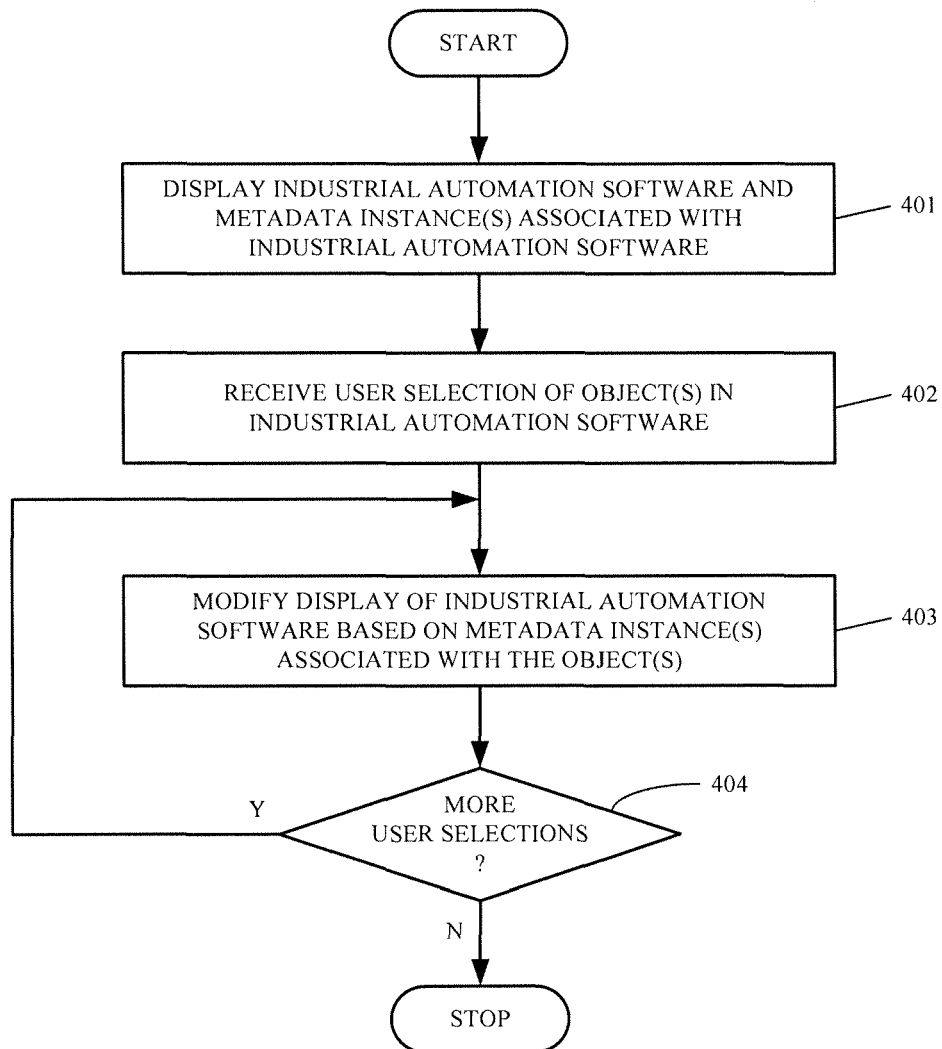 START
DISPLAY INDUSTRIAL AUTOMATION SOFTWARE AND
METADATA INSTANCE(S) ASSOCIATED WITH
INDUSTRIAL AUTOMATION SOFTWARE
401
RECEIVE USER SELECTION OF OBJECT(S) IN
INDUSTRIAL AUTOMATION SOFTWARE
402
MODIFY DISPLAY OF INDUSTRIAL AUTOMATION
SOFTWARE BASED ON METADATA INSTANCE(S)
ASSOCIATED WITH THE OBJECT(S)
403
404
Y
MORE
USER SELECTIONS
?
N
STOP